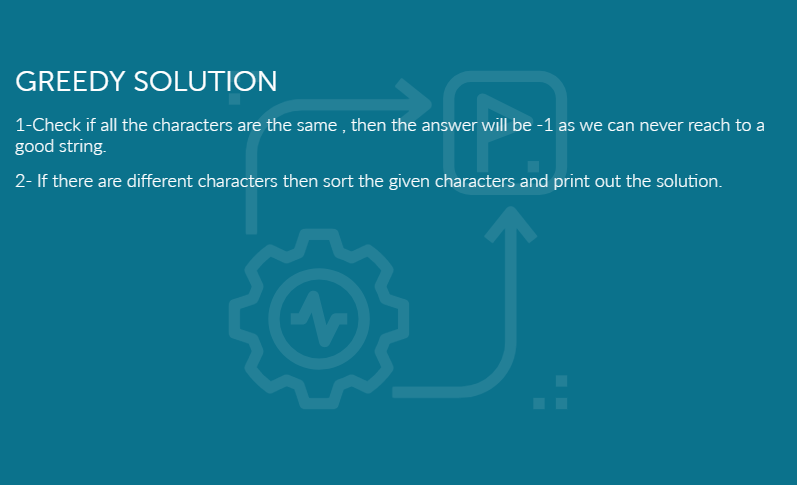 GREEDY SOLUTION
1-Check if all the characters are the same , then the answer will be -1 as we can never reach to a
good string.
2- If there are different characters then sort the given characters and print out the solution.